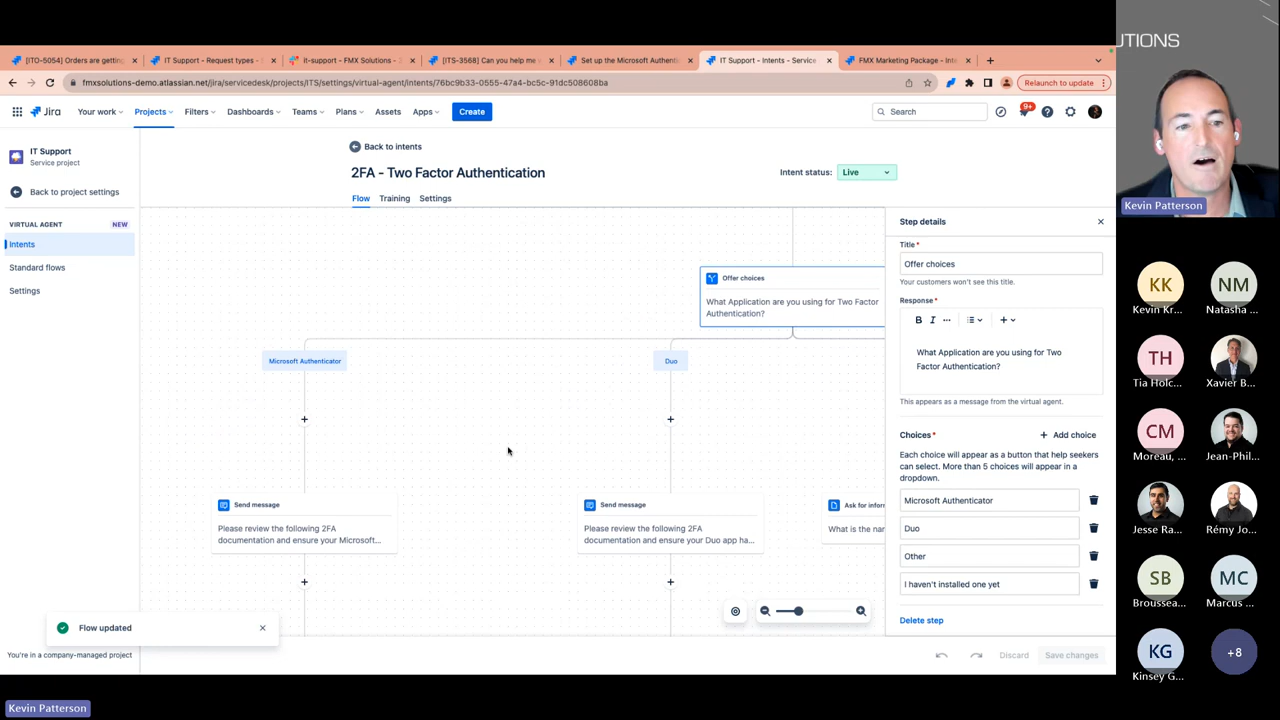 [ITO-5054] Orders are getting
IT Support - Request types -
it-support - FMX Solutions -
[ITS-3568] Can you help me
Set up the Microsoft Authenti
IT Support - Intents - Service
FMX Marketing Package - Inte
fmxsolutions-demo.atlassian.net/jira/servicedesk/projects/ITS/settings/virtual-agent/intents/76bc9b33-0555-47a4-bc5c-91dc508608ba
Relaunch to update
UTIONS
Jira
Your work
Projects
Filters
Dashboards
Teams
Plans
Assets
Apps
Create
Search
9+
IT Support
Service project
Back to project settings
VIRTUAL AGENT
NEW
Intents
Standard flows
Settings
Back to intents
2FA - Two Factor Authentication
Intent status:
Live
Flow
Training
Settings
Offer choices
What Application are you using for Two Factor
Authentication?
Microsoft Authenticator
Duo
Send message
Please review the following 2FA
documentation and ensure your Microsoft...
Send message
Please review the following 2FA
documentation and ensure your Duo app ha...
Ask for inforr
What is the nar
Step details
Title*
Offer choices
Your customers won't see this title.
Response*
B
I
What Application are you using for Two
Factor Authentication?
This appears as a message from the virtual agent.
Choices*
Add choice
Each choice will appear as a button that help seekers
can select. More than 5 choices will appear in a
dropdown.
Microsoft Authenticator
Duo
Other
I haven't installed one yet
Delete step
Flow updated
You're in a company-managed project
Discard
Save changes
Kevin Patterson
KK
Kevin Kr...
NM
Natasha ...
TH
Tia Holc...
Xavier B...
CM
Moreau, ...
Jean-Phil...
Jesse Ra...
Rémy Jo...
SB
Broussea...
MC
Marcus ...
KG
Kinsey G...
+8
Kevin Patterson